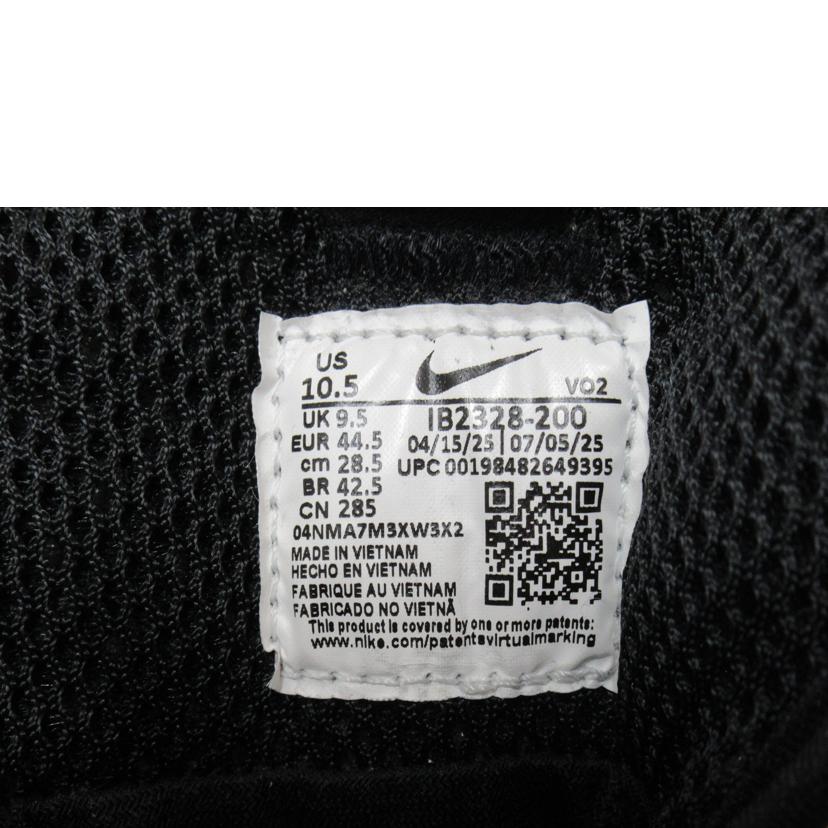 US
10.5 VO2
UK 9.5 IB2328-200
EUR 44.5 04/15/25 | 07/05/25
cm 28.5 UPC 00198482649395
BR 42.5
CN 285
04NMA7M3XW3X2
MADE IN VIETNAM
HECHO EN VIETNAM
FABRIQUE AU VIETNAM
FABRICADO NO VIETNÃ
This product is covered by one or more patents:
www.nike.com/patentsvirtualmarking